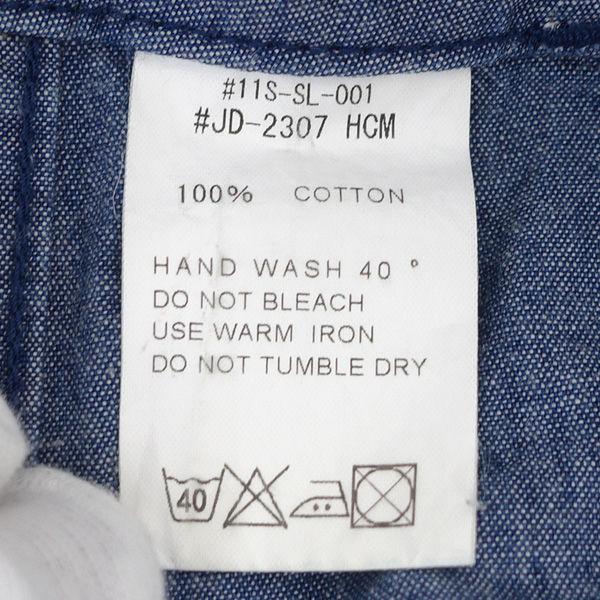 #11S-SL-001
#JD-2307 HCM
100% COTTON
HAND WASH 40 °
DO NOT BLEACH
USE WARM IRON
DO NOT TUMBLE DRY
40